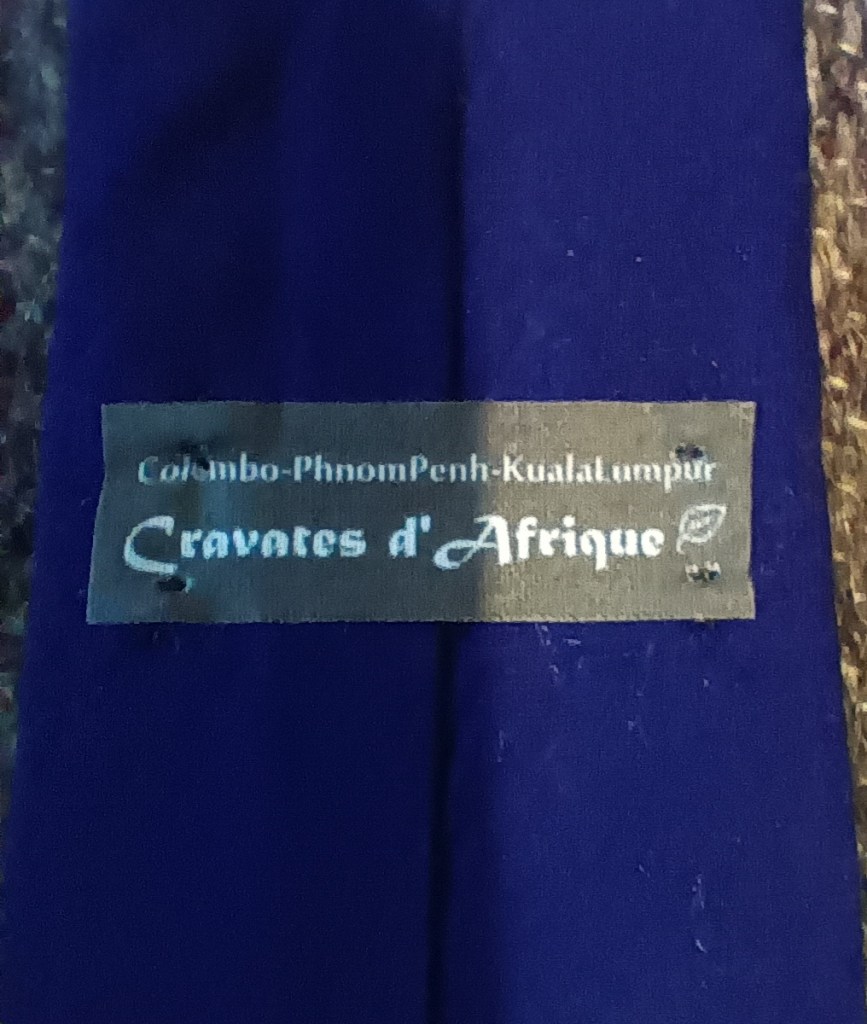 Colombo-PhnomPenh-KualaLumpur
Cravates d'Afrique